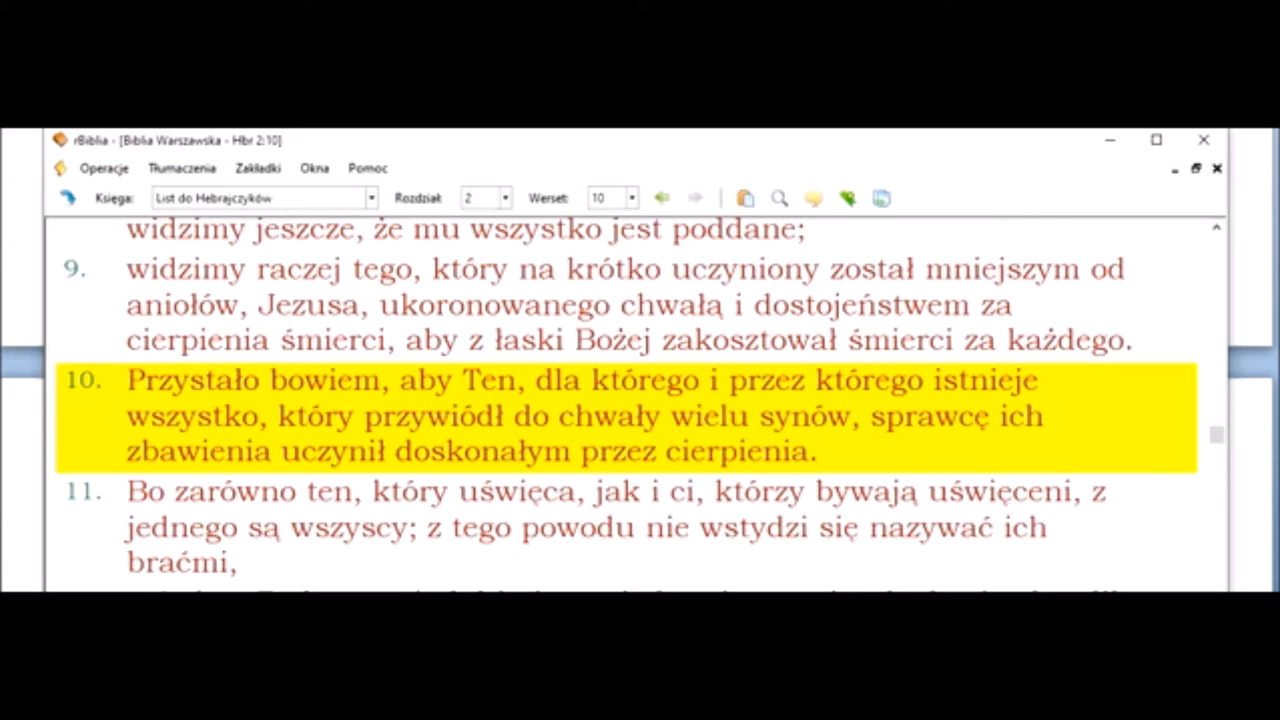 rBiblia - [Biblia Warszawska - Hbr 2:10]
Operacje Tłumaczenia Zakładki Okna Pomoc
Księga: List do Hebrajczyków Rozdział 2 Werset: 10
widzimy jeszcze, że mu wszystko jest poddane;
9. widzimy raczej tego, który na krótko uczyniony został mniejszym od
aniołów, Jezusa, ukoronowanego chwałą i dostojeństwem za
cierpienia śmierci, aby z łaski Bożej zakosztował śmierci za każdego.
10. Przystało bowiem, aby Ten, dla którego i przez którego istnieje
wszystko, który przywiódł do chwały wielu synów, sprawcę ich
zbawienia uczynił doskonałym przez cierpienia.
11. Bo zarówno ten, który uświęca, jak i ci, którzy bywają uświęceni, z
jednego są wszyscy; z tego powodu nie wstydzi się nazywać ich
braćmi,